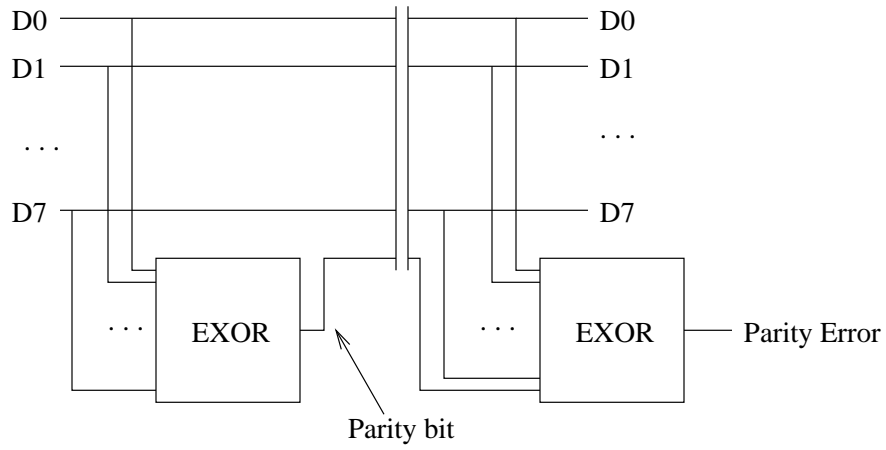 D0 D0
D1 D1
. . . . . .
D7 D7
. . . EXOR . . . EXOR Parity Error
Parity bit